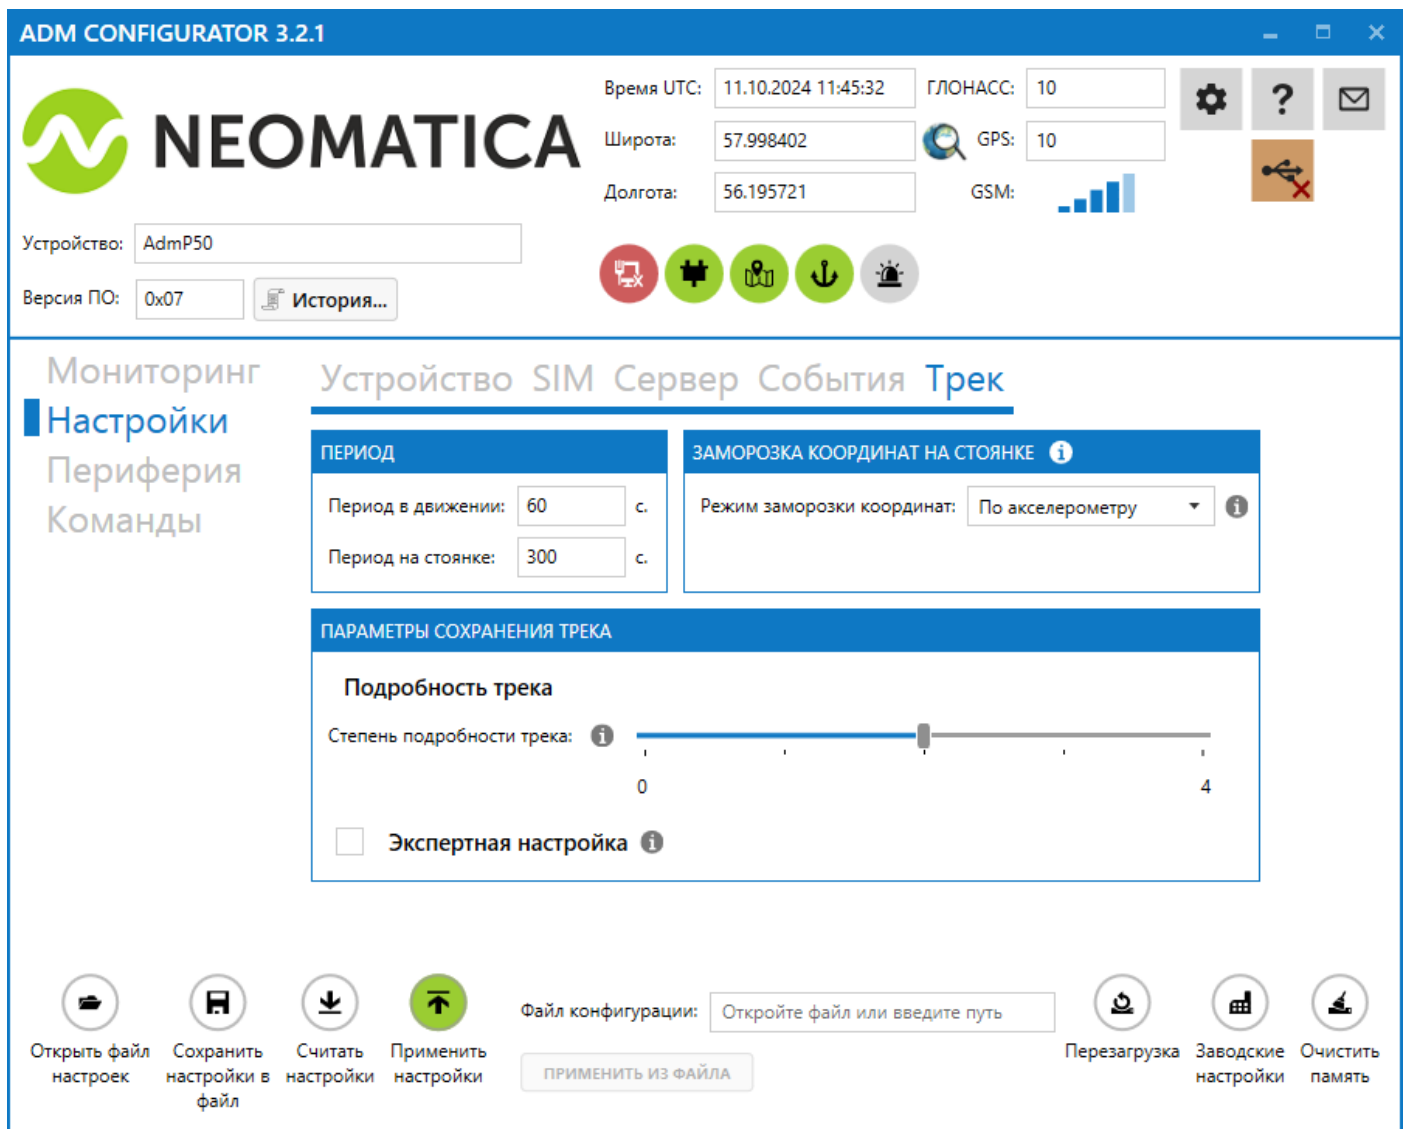 ADM CONFIGURATOR 3.2.1
NEOMATICA
Время UTC: 11.10.2024 11:45:32 ГЛОНАСС: 10
Широта: 57.998402 GPS: 10
Долгота: 56.195721 GSM:
?
Устройство: AdmP50
Версия ПО: 0x07 История...
Мониторинг
Настройки
Периферия
Команды
Устройство SIM Сервер События Трек
ПЕРИОД
Период в движении: 60 с.
Период на стоянке: 300 с.
ЗАМОРОЗКА КООРДИНАТ НА СТОЯНКЕ i
Режим заморозки координат: По акселерометру i
ПАРАМЕТРЫ СОХРАНЕНИЯ ТРЕКА
Подробность трека
Степень подробности трека: i
0 4
Экспертная настройка i
Открыть файл
настроек
Сохранить
настройки в
файл
Считать
настройки
Применить
настройки
Файл конфигурации: Откройте файл или введите путь
ПРИМЕНИТЬ ИЗ ФАЙЛА
Перезагрузка
Заводские
настройки
Очистить
память